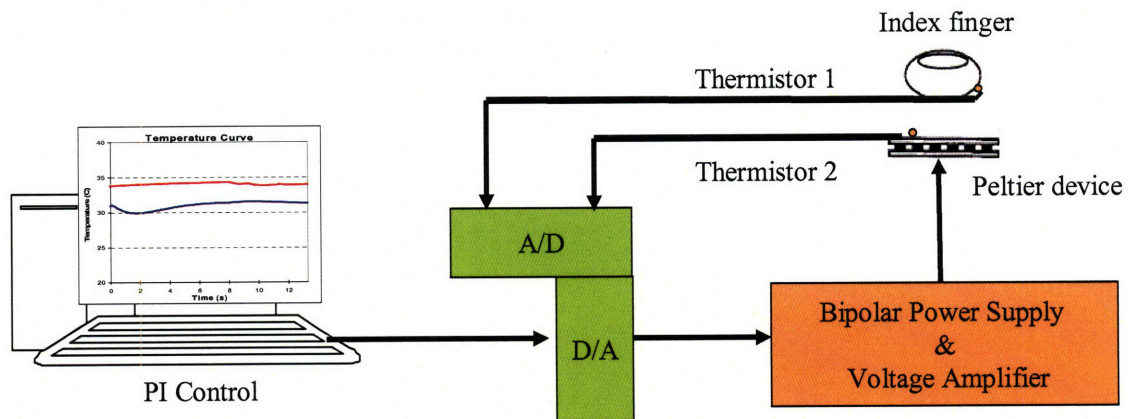 Index finger
Thermistor 1
Thermistor 2
Peltier device
Temperature Curve
40
35
30
25
20
Temperature (C)
0 2 4 6 8 10 12
Time (s)
A/D
D/A
Bipolar Power Supply
&
Voltage Amplifier
PI Control